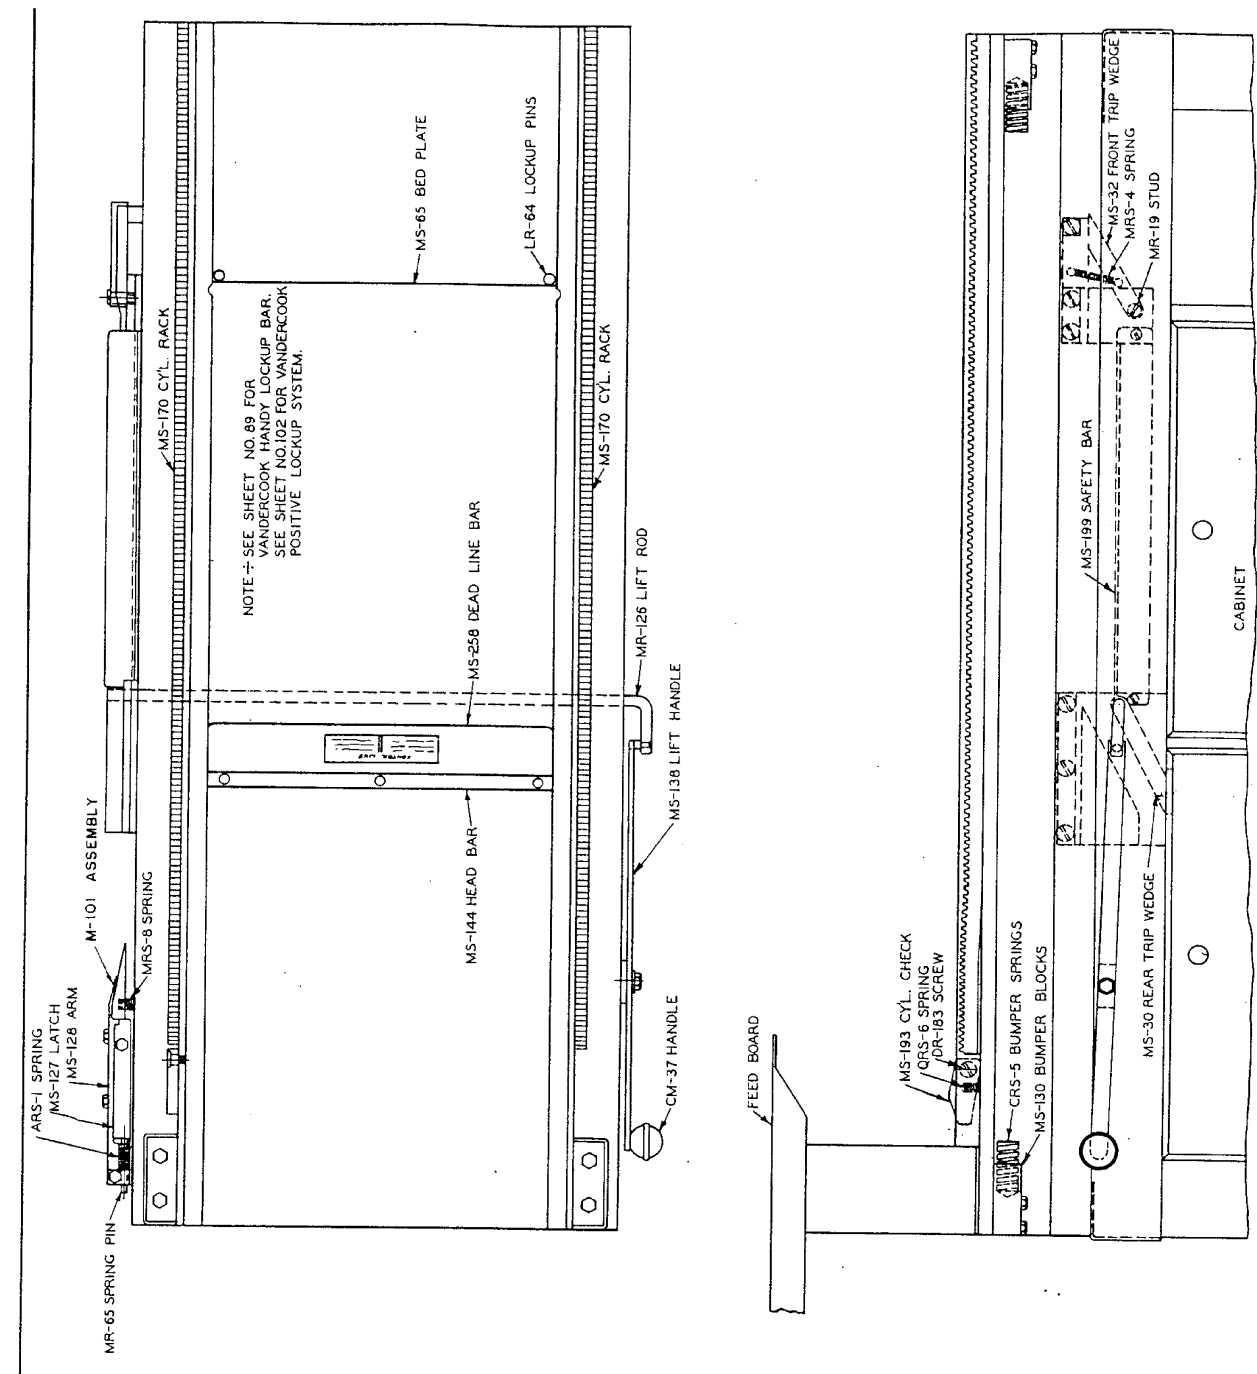 MR-65 SPRING PIN
ARS-1 SPRING
MS-127 LATCH
MS-128 ARM
M-101 ASSEMBLY
MRS-8 SPRING
MS-170 CY'L. RACK
NOTE÷SEE SHEET NO. 89 FOR
VANDERCOOK HANDY LOCKUP BAR.
SEE SHEET NO.102 FOR VANDERCOOK
POSITIVE LOCKUP SYSTEM.
MS-65 BED PLATE
LR-64 LOCKUP PINS
MS-258 DEAD LINE BAR
CONTROL LINE
MS-144 HEAD BAR
MS-170 CY'L. RACK
MR-126 LIFT ROD
MS-138 LIFT HANDLE
CM-37 HANDLE
FEED BOARD
MS-193 CY'L. CHECK
QRS-6 SPRING
DR-183 SCREW
CRS-5 BUMPER SPRINGS
MS-130 BUMPER BLOCKS
MS-199 SAFETY BAR
MS-32 FRONT TRIP WEDGE
MRS-4 SPRING
MR-19 STUD
MS-30 REAR TRIP WEDGE
CABINET